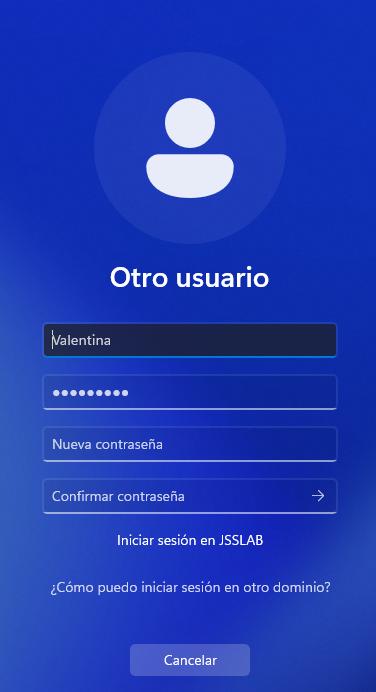 Otro usuario
Valentina
●●●●●●●●●
Nueva contraseña
Confirmar contraseña
Iniciar sesión en JSSLAB
¿Cómo puedo iniciar sesión en otro dominio?
Cancelar